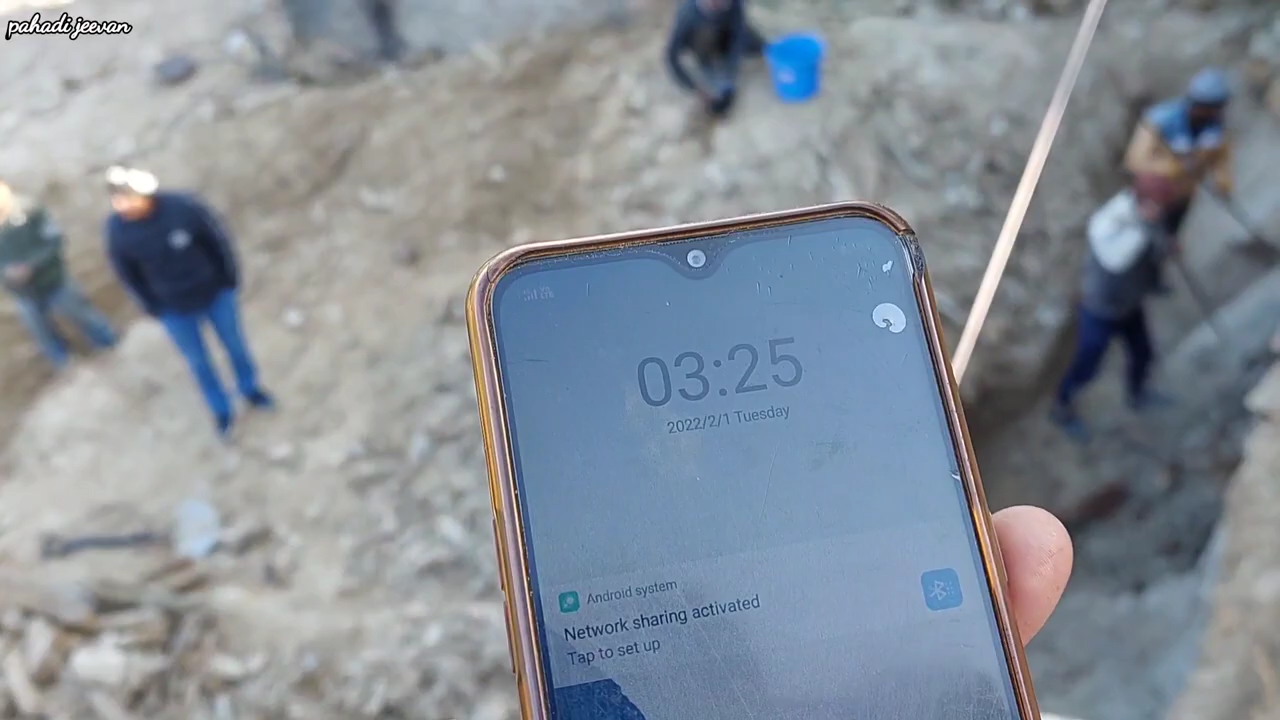 pahadi jeevan
03:25
2022/2/1 Tuesday
Android system
Network sharing activated
Tap to set up